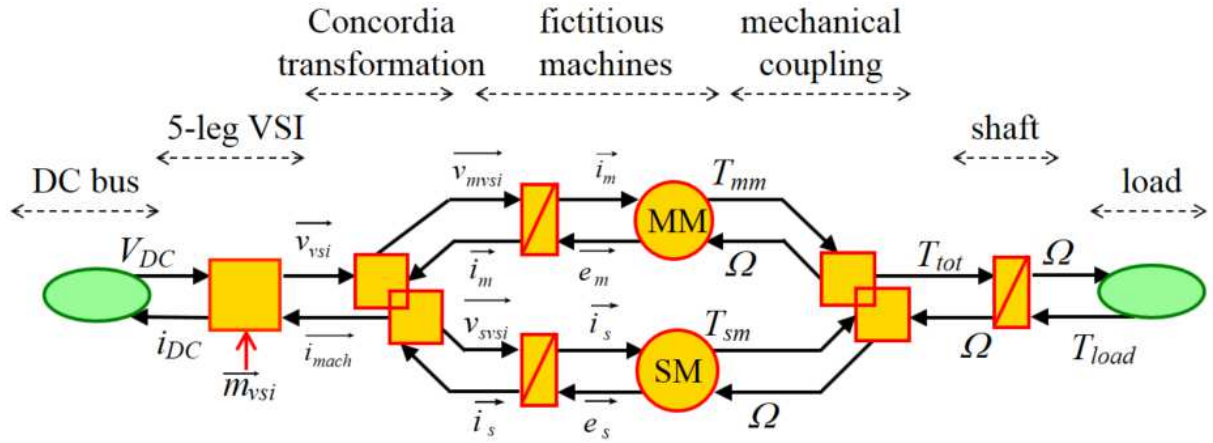 Concordia transformation
fictitious machines
mechanical coupling
5-leg VSI
shaft
DC bus
load
V_DC
v_vsi
v_mvsi
i_m
T_mm
MM
i_m
e_m
Ω
T_tot
Ω
i_DC
i_mach
v_svsi
i_s
T_sm
Ω
T_load
m_vsi
SM
i_s
e_s
Ω